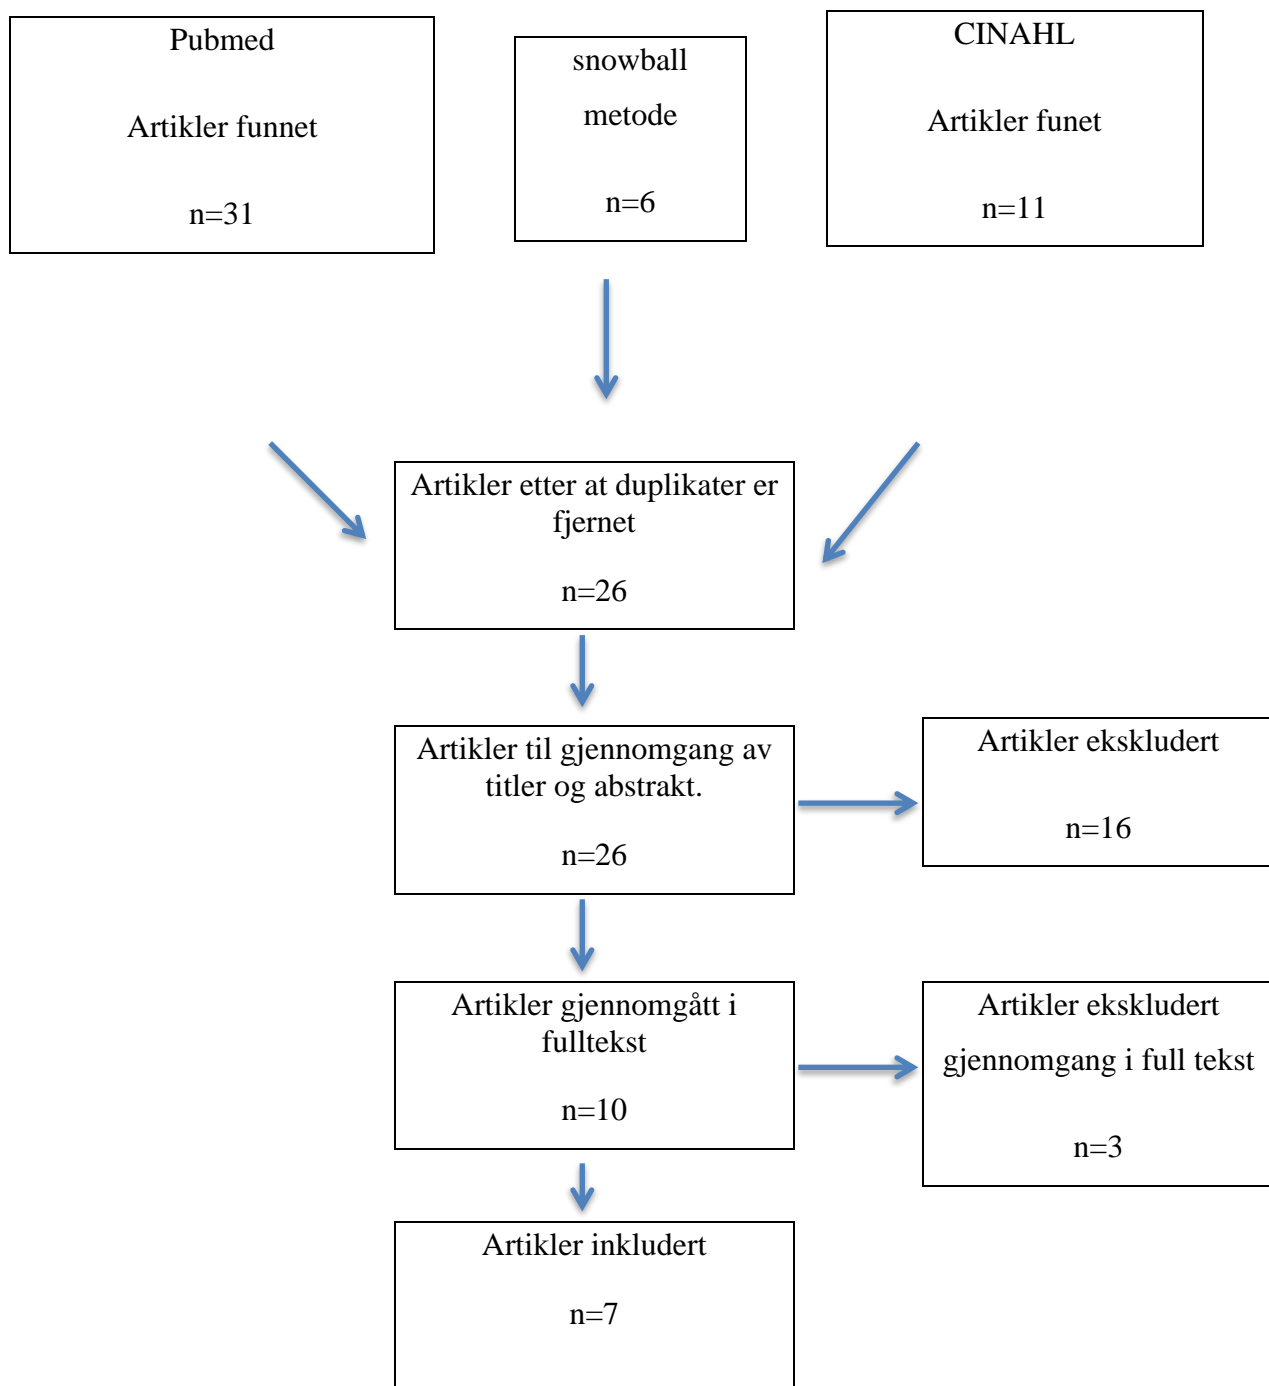 Pubmed
Artikler funnet
n=31
snowball
metode
n=6
CINAHL
Artikler funet
n=11
Artikler etter at duplikater er
fjernet
n=26
Artikler til gjennomgang av
titler og abstrakt.
n=26
Artikler ekskludert
n=16
Artikler gjennomgått i
fulltekst
n=10
Artikler ekskludert
gjennomgang i full tekst
n=3
Artikler inkludert
n=7